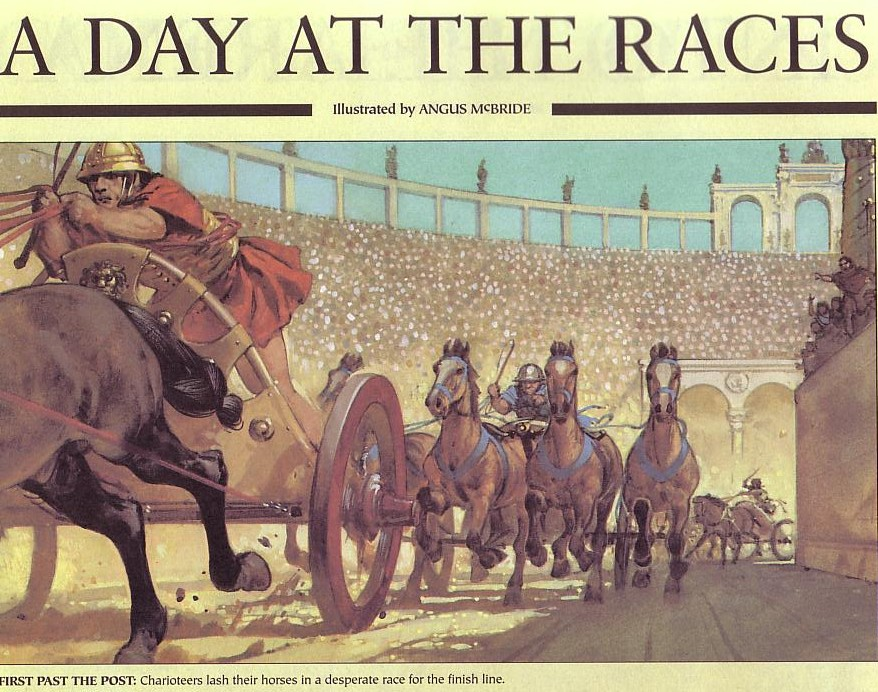 A DAY AT THE RACES
Illustrated by ANGUS McBRIDE
FIRST PAST THE POST: Charioteers lash their horses in a desperate race for the finish line.